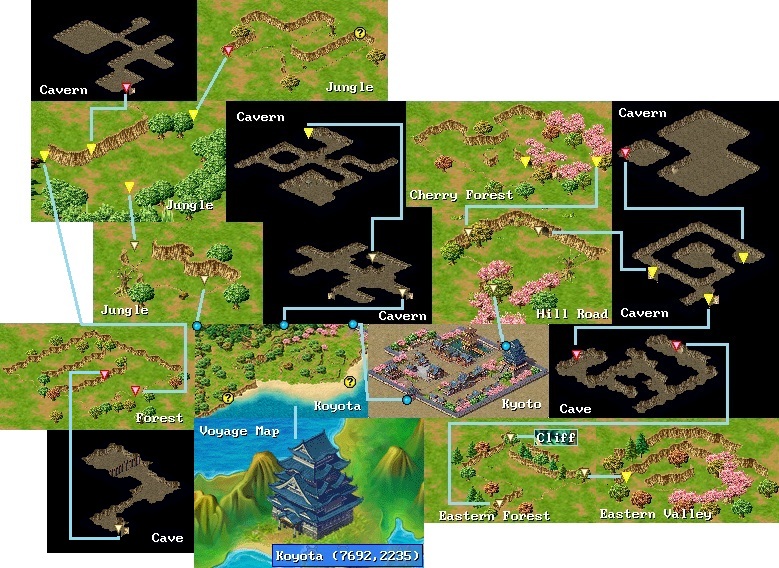 Cavern
Jungle
Cavern
Cavern
Jungle
Cherry Forest
Jungle
Hill Road
Cavern
Koyota
Kyoto
Cave
Forest
Voyage Map
Cliff
Eastern Forest
Eastern Valley
Cave
Koyota (7692,2235)